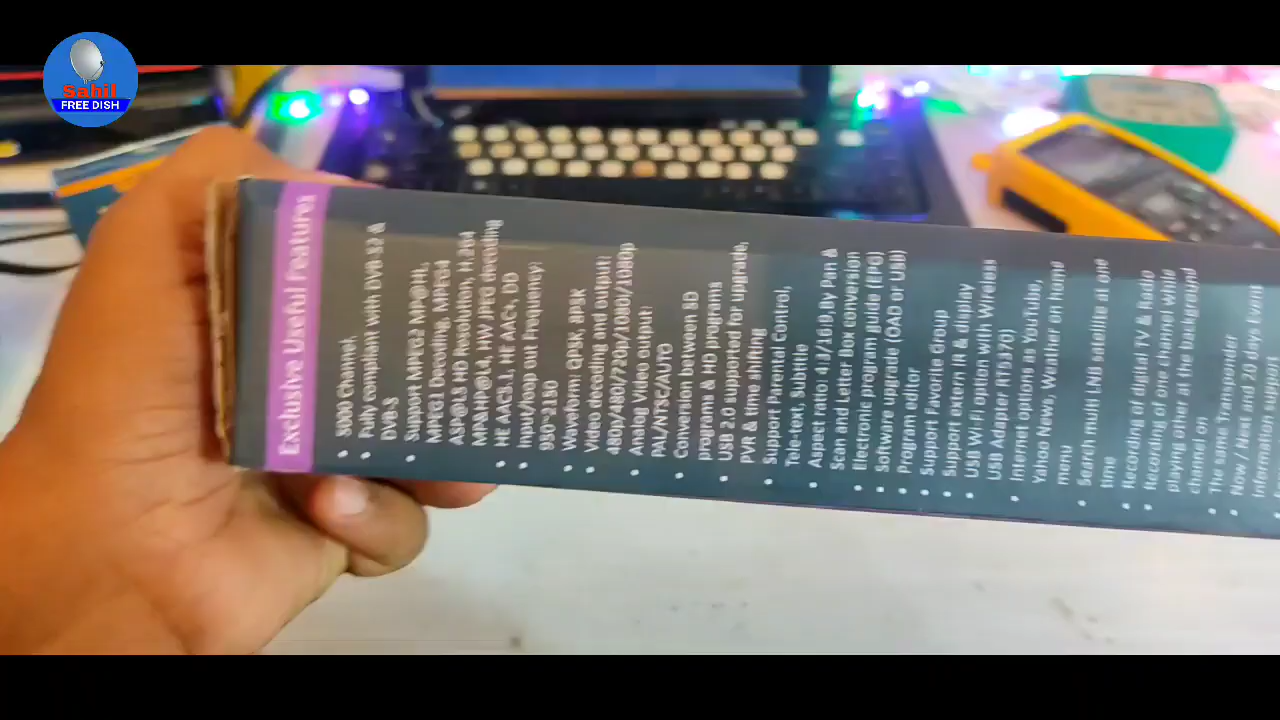 Sahil
FREE DISH
Exclusive Useful Features
• 8000 Channel,
• Fully compliant with DVB-S2 &
DVB-S
• Support MPEG2 MP@HL,
MPEG1 Decoding, MPEG4
ASP@L5 HD Resolution, H.264
MP&HP@L4, HW JPEG decoding
• HE AAC5.1, HE AAC4, DD
• Input/loop out Frequency:
950~2150
• Waveform: QPSK, 8PSK
• Video decoding and output:
480p/480/720p/1080i/1080p
• Analog Video output:
PAL/NTSC/AUTO
• Conversion between BD
programs & HD programs
• USB 2.0 supported for upgrade,
PVR & time shifting
• Support Parental Control,
Tele-text, Subtitle
• Aspect ratio: 4:3/16:9,By Pan &
Scan and Letter Box conversion
• Electronic program guide (EPG)
• Software upgrade (OAD or USB)
• Program editor
• Support Favorite Group
• Support extern IR & display
• USB Wi-Fi option with Wireless
USB Adapter RT5370)
• Internet options as YouTube,
Yahoo News, Weather on home
menu
• Search multi LNB satellite at one
time
• Recording of digital TV & Radio
• Recording of one channel while
playing other at the background
channel on
• The same Transponder
• Now / Next and 20 days Events
Information support